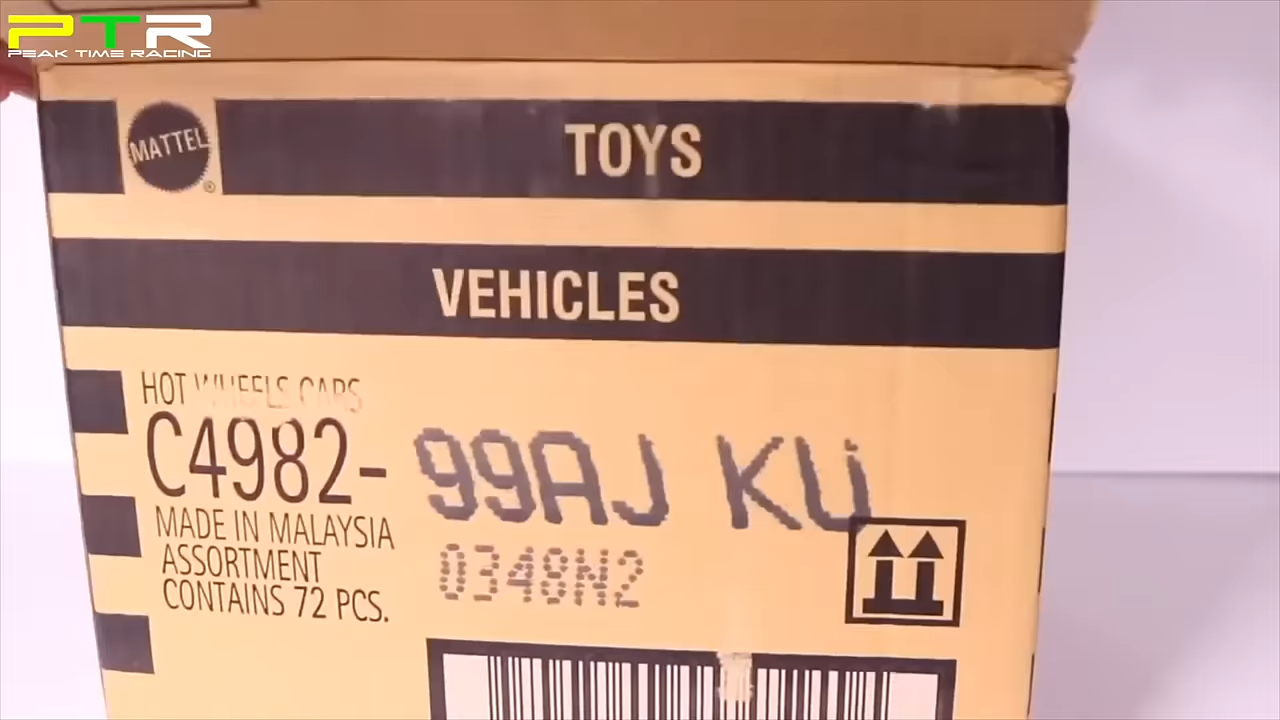 PTR
PEAK TIME RACING
MATTEL
®
TOYS
VEHICLES
HOT WHEELS CARS
C4982- 99AJ KU
MADE IN MALAYSIA
0348N2
ASSORTMENT
CONTAINS 72 PCS.